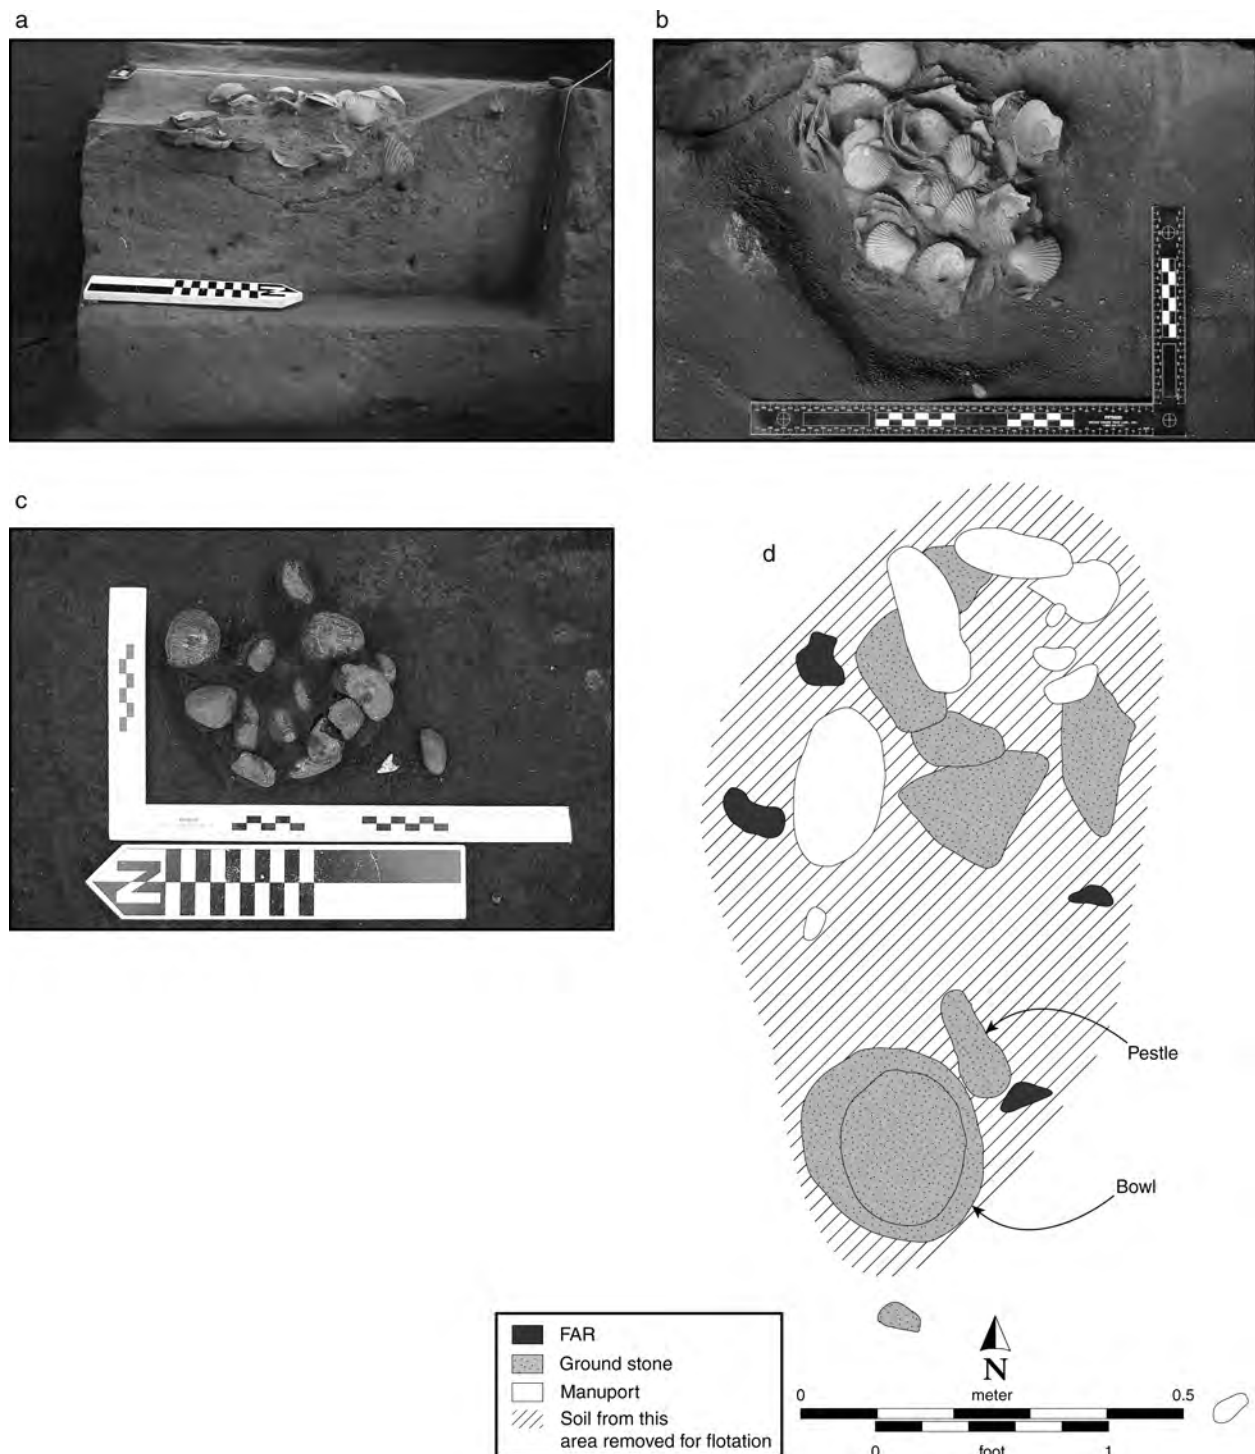 a
b
N
c
N
d
Pestle
Bowl
FAR
Ground stone
Manuport
Soil from this
area removed for flotation
N
0 meter 0.5
0 foot 1